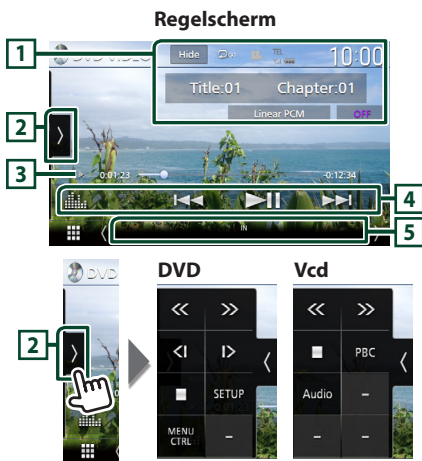 Regelscherm
1
DVD VIDEO
Hide
TEL
10:00
Title:01 Chapter:01
Linear PCM
OFF
2
3
0:01:23
-0:12:34
4
IN
5
DVD
Vcd
2
DVD
SETUP
MENU
CTRL
–
PBC
Audio
–
–
–